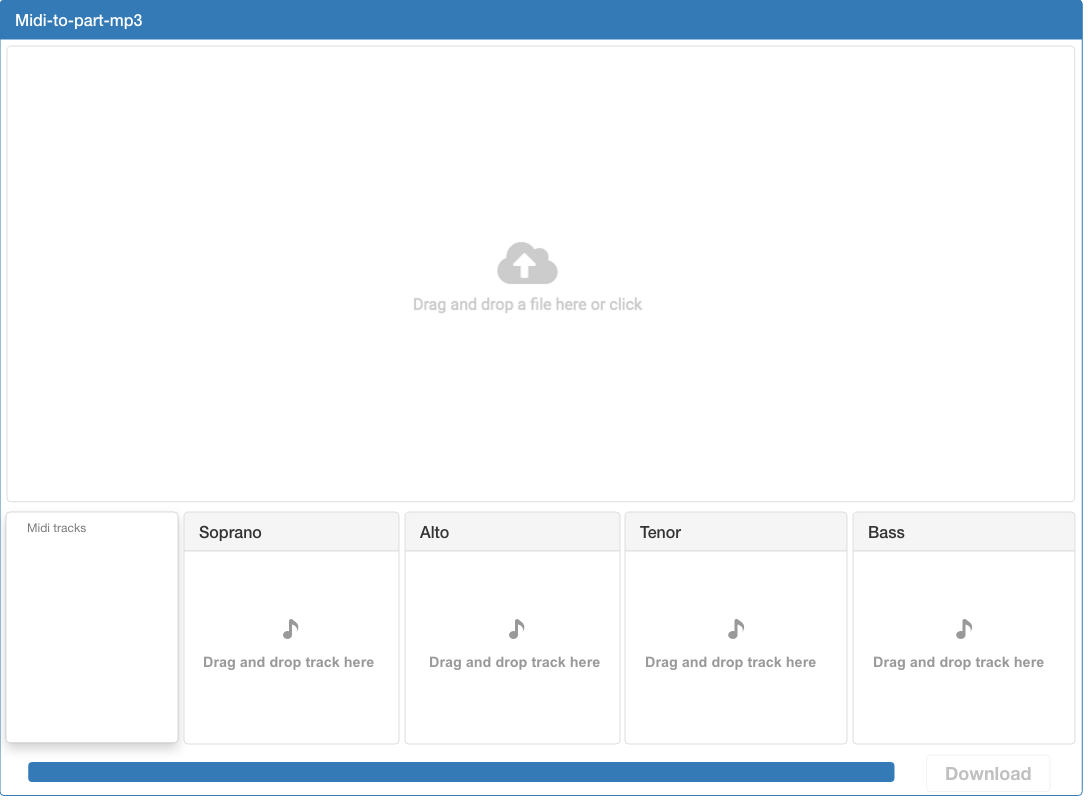 Midi-to-part-mp3
Drag and drop a file here or click
Midi tracks
Soprano
Alto
Tenor
Bass
Drag and drop track here
Drag and drop track here
Drag and drop track here
Drag and drop track here
Download